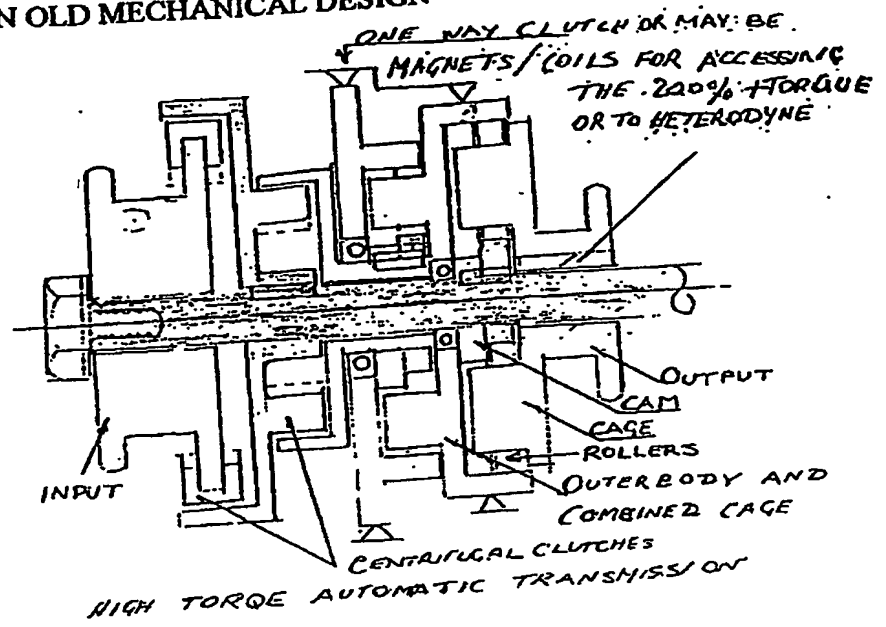 N OLD MECHANICAL DESIGN
ONE WAY CLUTCH OR MAY BE
MAGNETS/COILS FOR ACCESSING
THE .200% +TORQUE
OR TO HETERODYNE
OUTPUT
CAM
CAGE
ROLLERS
OUTERBODY AND
COMBINED CAGE
INPUT
CENTRIFUGAL CLUTCHES
HIGH TORQE AUTOMATIC TRANSMISSION